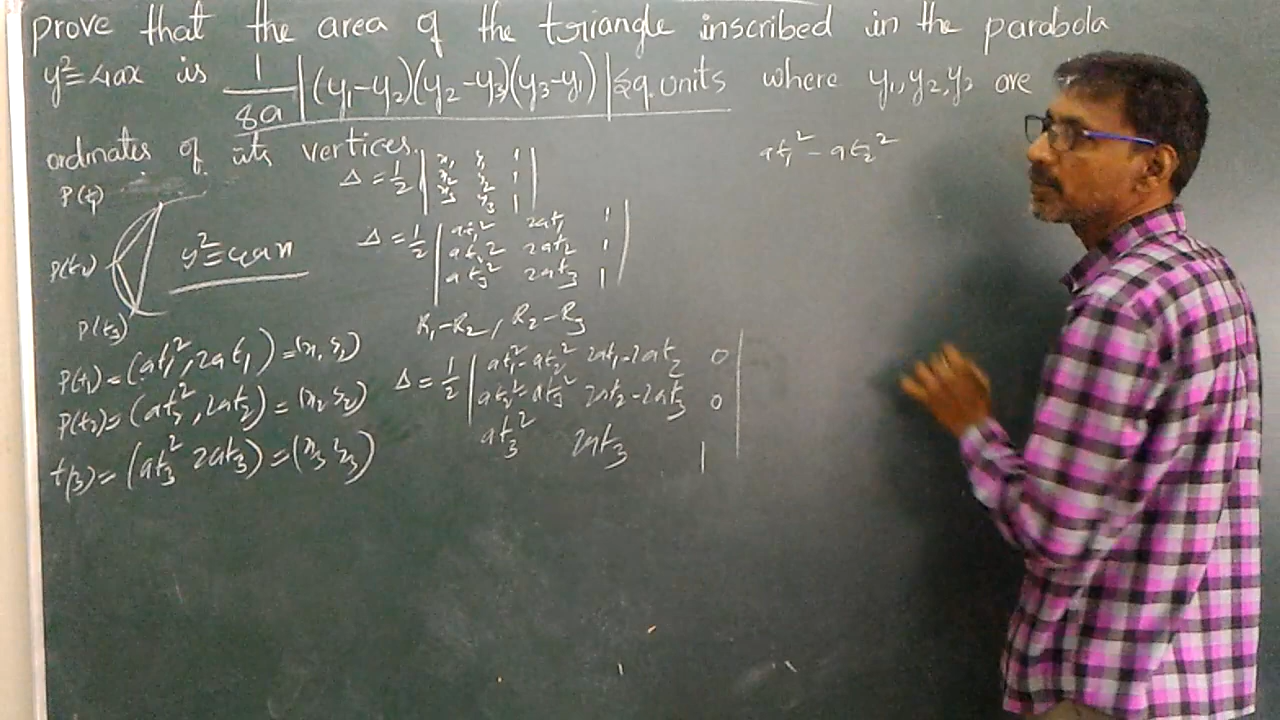 prove that the area of the triangle inscribed in the parabola
y²=4ax is 1/8a |(y₁-y₂)(y₂-y₃)(y₃-y₁)| sq.units where y₁,y₂,y₃ are
ordinates of its vertices.
at₁² - at₂²
Δ = 1/2 | x₁ y₁ 1 |
| x₂ y₂ 1 |
| x₃ y₃ 1 |
P(t₁)
P(t₂)
P(t₃)
y²=4ax
Δ = 1/2 | at₁² 2at₁ 1 |
| at₂² 2at₂ 1 |
| at₃² 2at₃ 1 |
R₁-R₂, R₂-R₃
P(t₁) = (at₁², 2at₁) =
P(t₂) = (at₂², 2at₂) = (x₂ y₂)
t(3) = (at₃² 2at₃) = (x₃ y₃)
Δ = 1/2 | at₁²-at₂² 2at₁-2at₂ 0 |
| at₂²-at₃² 2at₂-2at₃ 0 |
at₃² 2at₃ 1